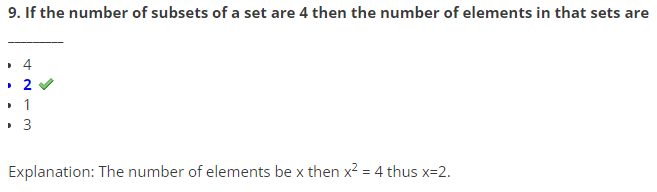 9. If the number of subsets of a set are 4 then the number of elements in that sets are
_________
• 4
• 2 ✔
• 1
• 3
Explanation: The number of elements be x then x² = 4 thus x=2.